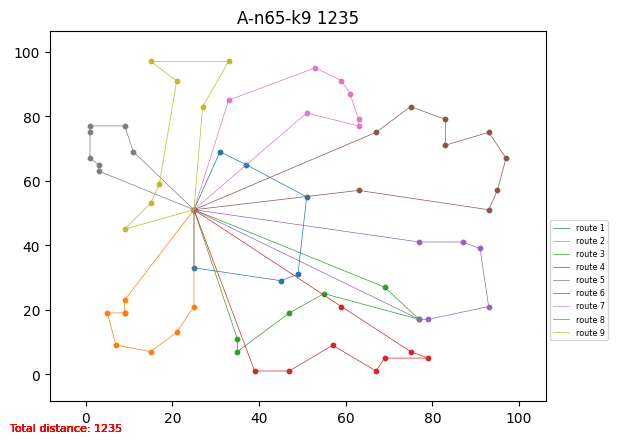 A-n65-k9 1235
100
80
60
40
20
0
0 20 40 60 80 100
route 1
route 2
route 3
route 4
route 5
route 6
route 7
route 8
route 9
Total distance: 1235